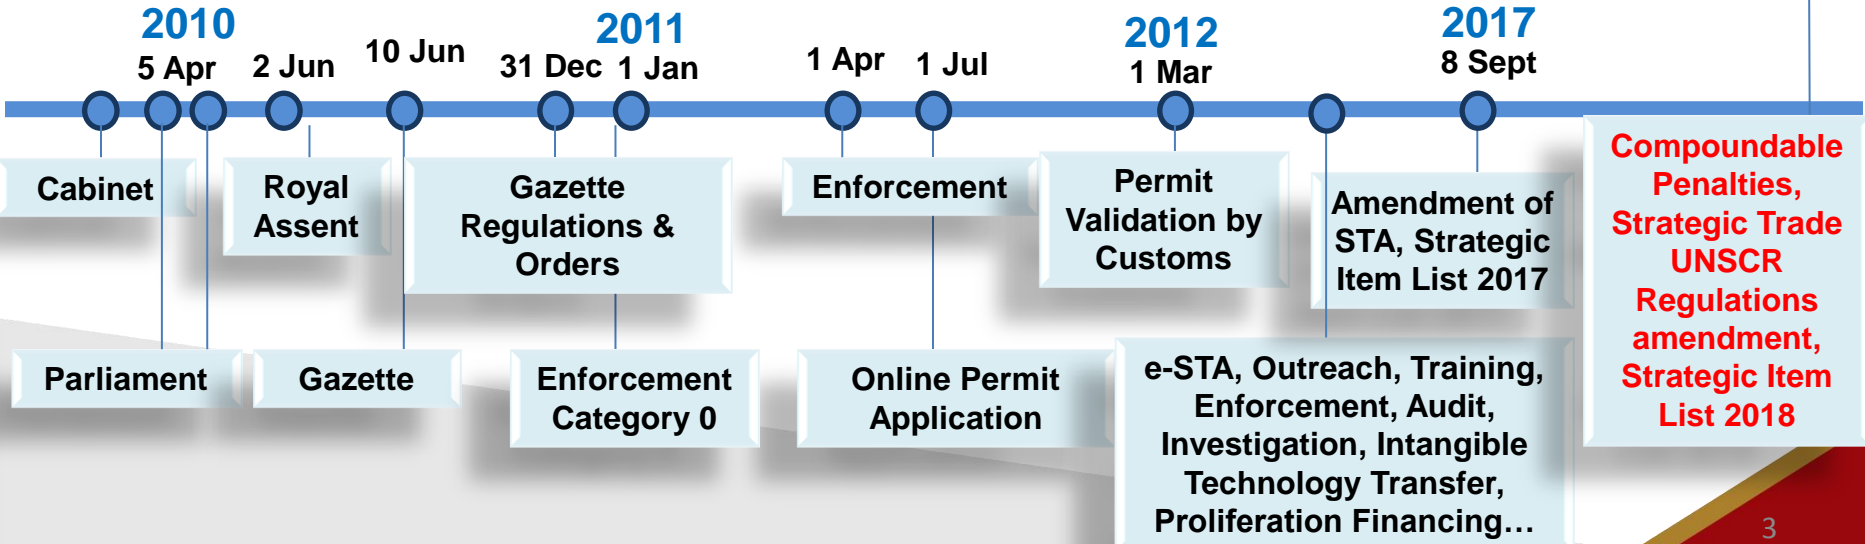 2010
5 Apr
2 Jun
10 Jun
31 Dec
2011
1 Jan
1 Apr
1 Jul
2012
1 Mar
2017
8 Sept
Cabinet
Royal
Assent
Gazette
Regulations &
Orders
Enforcement
Permit
Validation by
Customs
Amendment of
STA, Strategic
Item List 2017
Compoundable
Penalties,
Strategic Trade
UNSCR
Regulations
amendment,
Strategic Item
List 2018
Parliament
Gazette
Enforcement
Category 0
Online Permit
Application
e-STA, Outreach, Training,
Enforcement, Audit,
Investigation, Intangible
Technology Transfer,
Proliferation Financing…
3